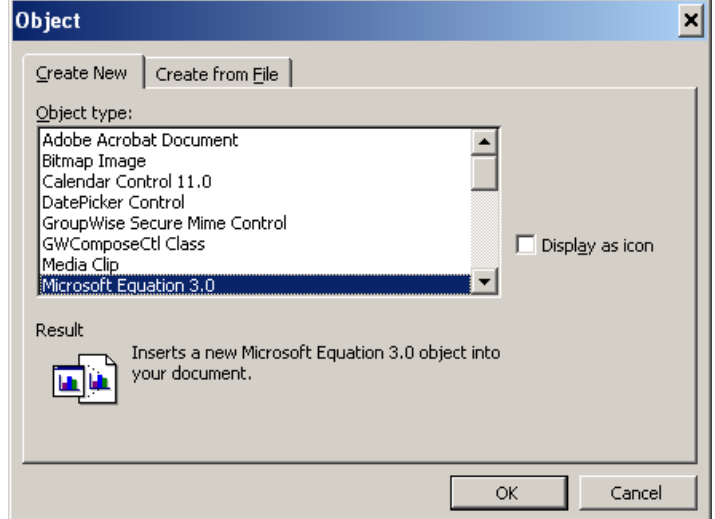 Object
Create New Create from File
Object type:
Adobe Acrobat Document
Bitmap Image
Calendar Control 11.0
DatePicker Control
GroupWise Secure Mime Control
GWComposeCtl Class
Media Clip
Microsoft Equation 3.0
Display as icon
Result
Inserts a new Microsoft Equation 3.0 object into
your document.
OK Cancel